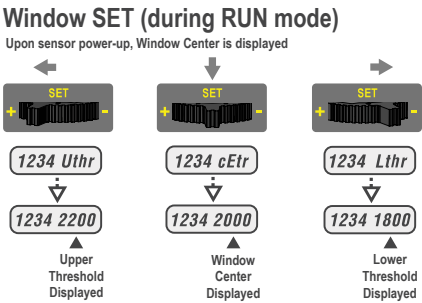 Window SET (during RUN mode)
Upon sensor power-up, Window Center is displayed
SET
+ -
1234 Uthr
1234 2200
Upper
Threshold
Displayed
SET
+ -
1234 cEtr
1234 2000
Window
Center
Displayed
SET
+ -
1234 Lthr
1234 1800
Lower
Threshold
Displayed